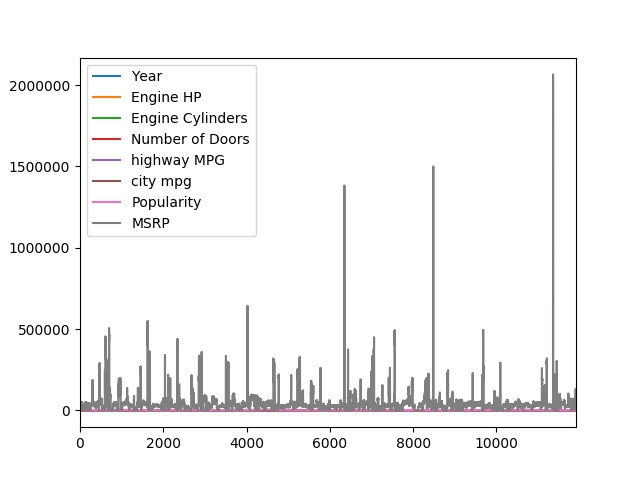 2000000
1500000
1000000
500000
0
Year
Engine HP
Engine Cylinders
Number of Doors
highway MPG
city mpg
Popularity
MSRP
0 2000 4000 6000 8000 10000